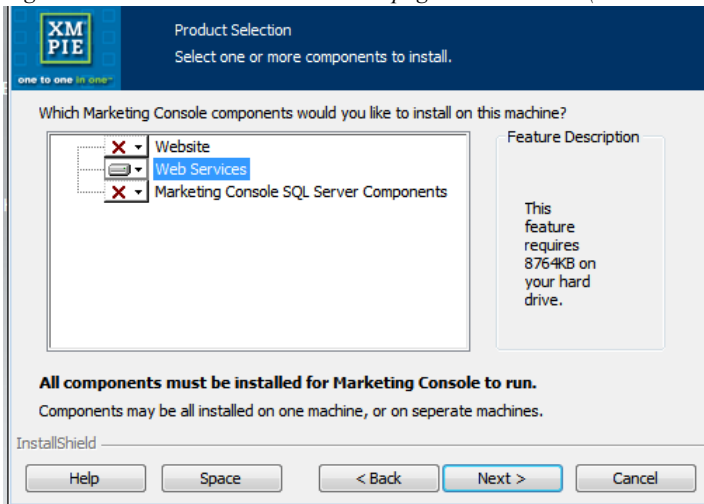 XM
PIE
one to one in one™
Product Selection
Select one or more components to install.
Which Marketing Console components would you like to install on this machine?
Website
Web Services
Marketing Console SQL Server Components
Feature Description
This
feature
requires
8764KB on
your hard
drive.
All components must be installed for Marketing Console to run.
Components may be all installed on one machine, or on seperate machines.
InstallShield
Help
Space
< Back
Next >
Cancel